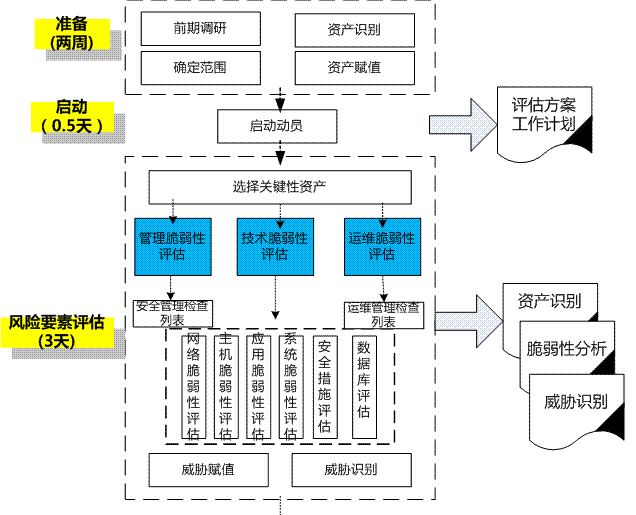 准备
(两周)
前期调研
资产识别
确定范围
资产赋值
启动
（0.5天）
启动动员
评估方案
工作计划
选择关键性资产
管理脆弱性
评估
技术脆弱性
评估
运维脆弱性
评估
安全管理检查
列表
运维管理检查
列表
风险要素评估
(3天)
网络脆弱性评估
主机脆弱性评估
应用脆弱性评估
系统脆弱性评估
安全措施评估
数据库评估
威胁赋值
威胁识别
资产识别
脆弱性分析
威胁识别